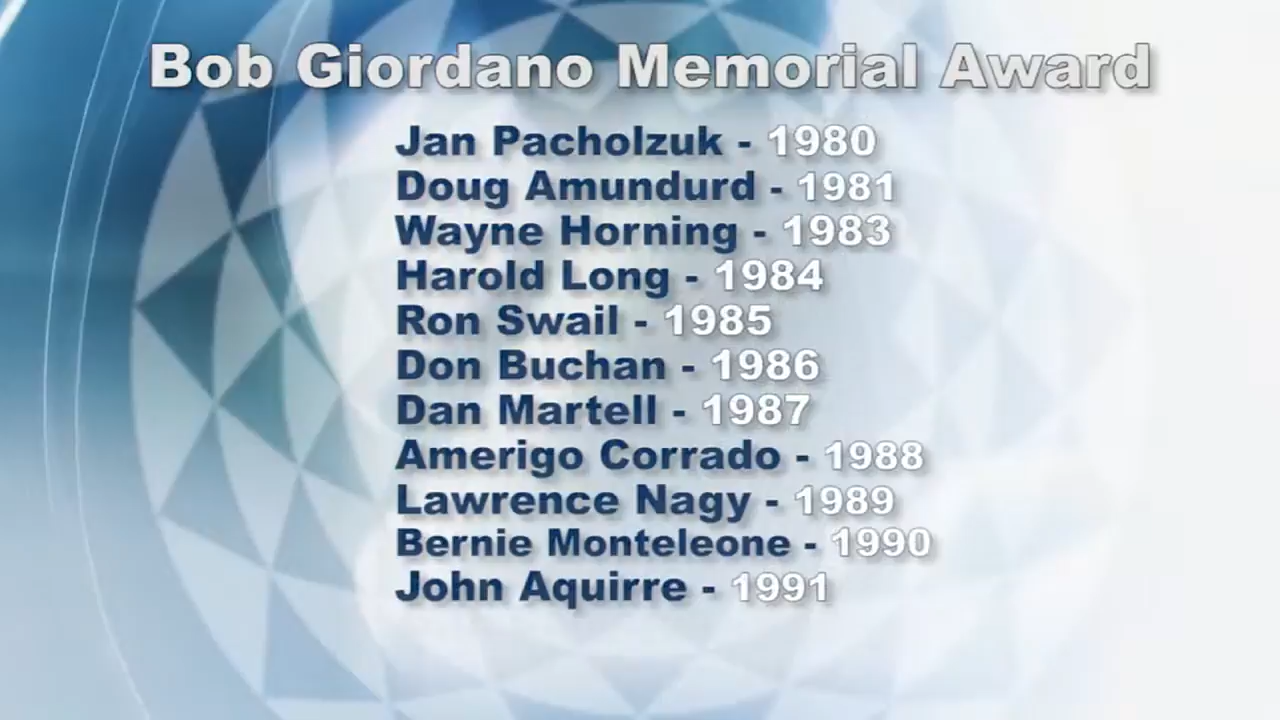 Bob Giordano Memorial Award
Jan Pacholzuk - 1980
Doug Amundurd - 1981
Wayne Horning - 1983
Harold Long - 1984
Ron Swail - 1985
Don Buchan - 1986
Dan Martell - 1987
Amerigo Corrado - 1988
Lawrence Nagy - 1989
Bernie Monteleone - 1990
John Aquirre - 1991